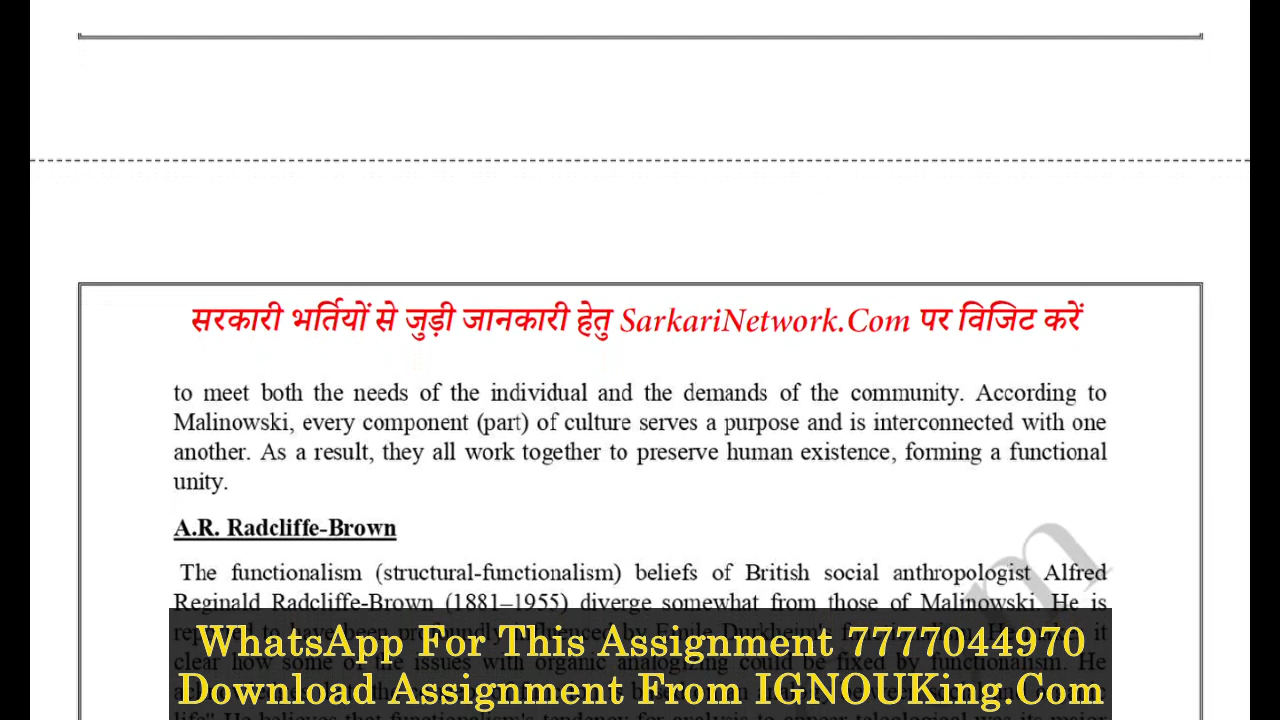 सरकारी भर्तियों से जुड़ी जानकारी हेतु SarkariNetwork.Com पर विजिट करें
to meet both the needs of the individual and the demands of the community. According to
Malinowski, every component (part) of culture serves a purpose and is interconnected with one
another. As a result, they all work together to preserve human existence, forming a functional
unity.
A.R. Radcliffe-Brown
The functionalism (structural-functionalism) beliefs of British social anthropologist Alfred
Reginald Radcliffe-Brown (1881–1955) diverge somewhat from those of Malinowski. He is
WhatsApp For This Assignment 7777044970
Download Assignment From IGNOUKing.Com